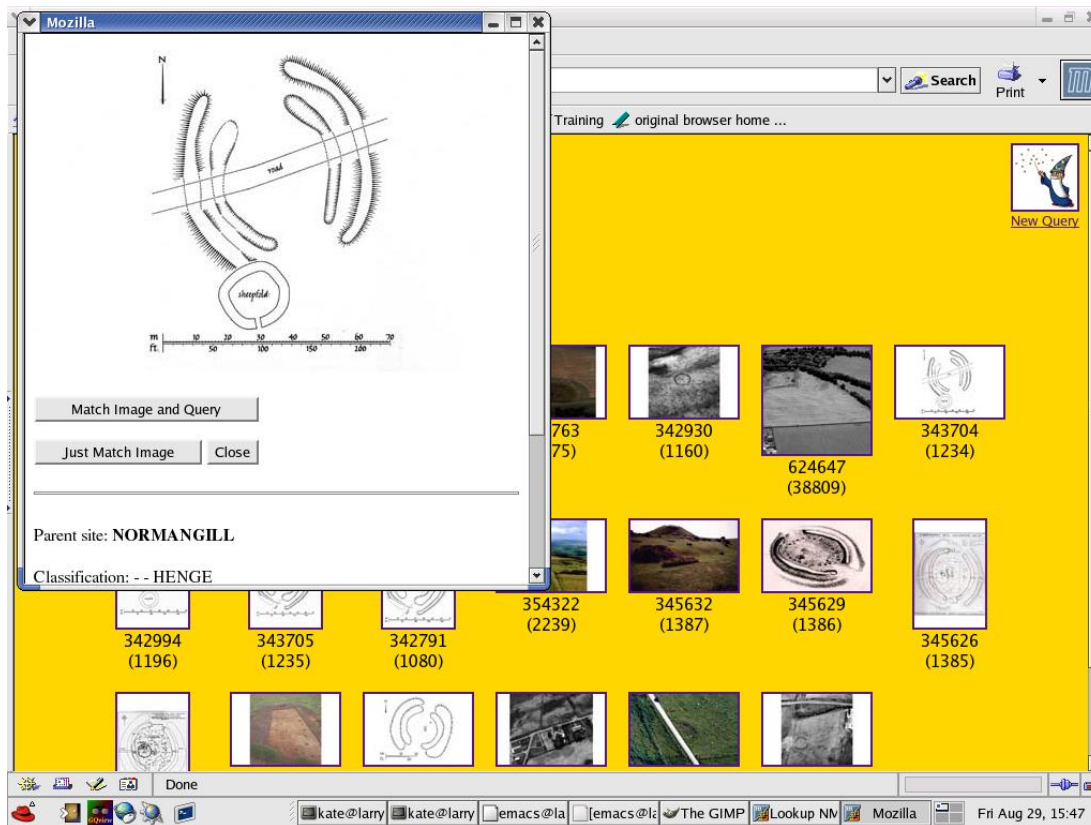 Mozilla
N
road
sheepfold
m 10 20 30 40 50 60 70
ft. 50 100 150 200
Match Image and Query
Just Match Image Close
Parent site: NORMANGILL
Classification: - - HENGE
Search
Print
Training original browser home ...
New Query
763
75)
342930
(1160)
624647
(38809)
343704
(1234)
342994
(1196)
343705
(1235)
342791
(1080)
354322
(2239)
345632
(1387)
345629
(1386)
345626
(1385)
Done
GQview
kate@larry kate@larry emacs@la [emacs@la The GIMP Lookup NM Mozilla Fri Aug 29, 15:47